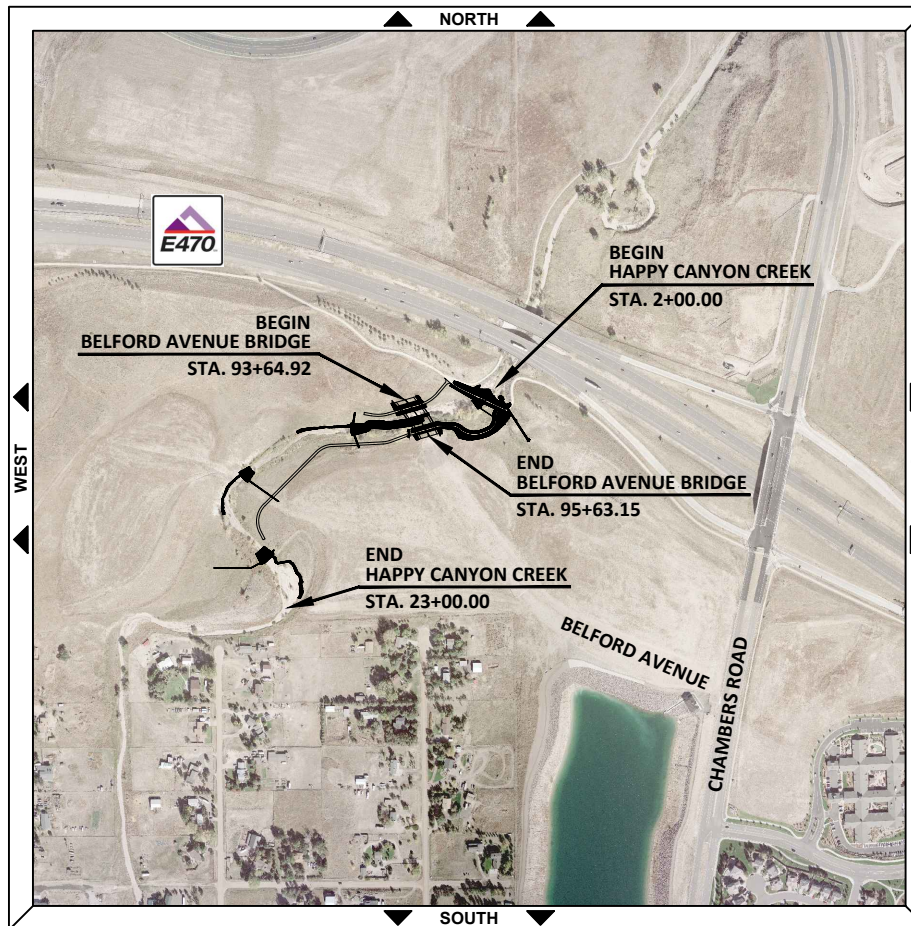 NORTH
E470
BEGIN
HAPPY CANYON CREEK
STA. 2+00.00
BEGIN
BELFORD AVENUE BRIDGE
STA. 93+64.92
WEST
END
BELFORD AVENUE BRIDGE
STA. 95+63.15
END
HAPPY CANYON CREEK
STA. 23+00.00
BELFORD AVENUE
CHAMBERS ROAD
SOUTH